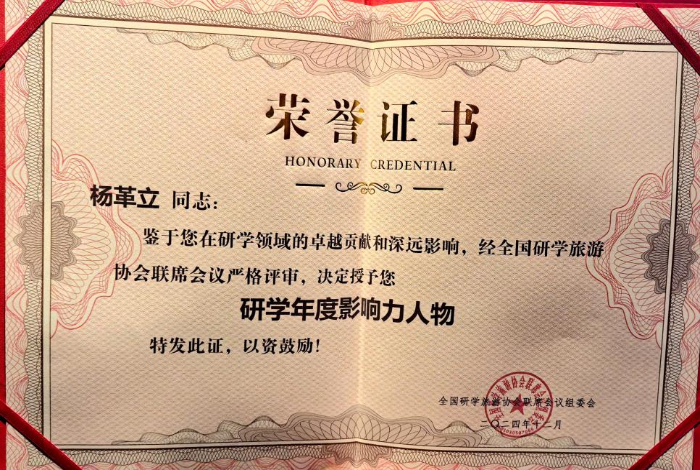 荣誉证书
HONORARY CREDENTIAL
杨革立 同志：
鉴于您在研学领域的卓越贡献和深远影响，经全国研学旅游
协会联席会议严格评审，决定授予您
研学年度影响力人物
特发此证，以资鼓励！
全国研学旅游协会联席会议组委会
二〇二四年十二月